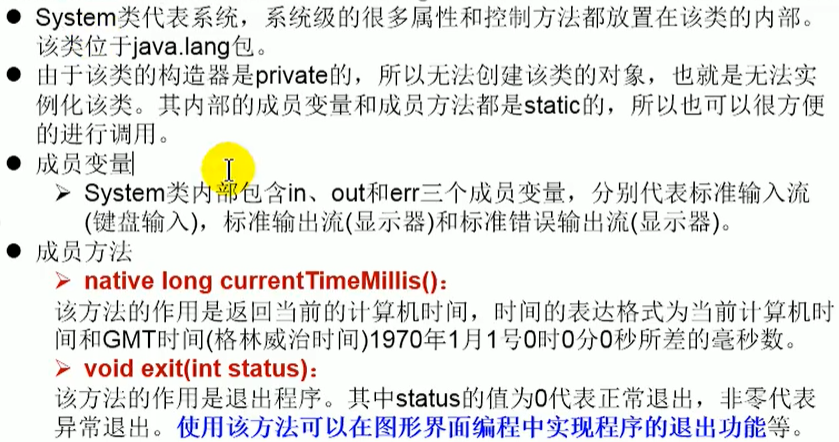 ● System类代表系统，系统级的很多属性和控制方法都放置在该类的内部。
该类位于java.lang包。
● 由于该类的构造器是private的，所以无法创建该类的对象，也就是无法实
例化该类。其内部的成员变量和成员方法都是static的，所以也可以很方便
的进行调用。
● 成员变量
➢ System类内部包含in、out和err三个成员变量，分别代表标准输入流
(键盘输入)，标准输出流(显示器)和标准错误输出流(显示器)。
● 成员方法
➢ native long currentTimeMillis()：
该方法的作用是返回当前的计算机时间，时间的表达格式为当前计算机时
间和GMT时间(格林威治时间)1970年1月1号0时0分0秒所差的毫秒数。
➢ void exit(int status)：
该方法的作用是退出程序。其中status的值为0代表正常退出，非零代表
异常退出。使用该方法可以在图形界面编程中实现程序的退出功能等。